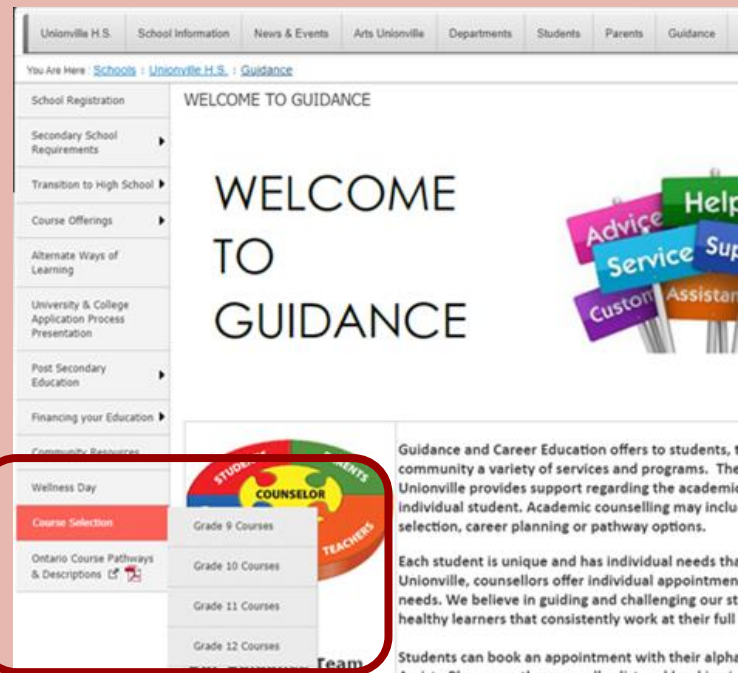 Unionville H.S. School Information News & Events Arts Unionville Departments Students Parents Guidance
You Are Here : Schools : Unionville H.S. : Guidance
School Registration
Secondary School
Requirements
Transition to High School
Course Offerings
Alternate Ways of
Learning
University & College
Application Process
Presentation
Post Secondary
Education
Financing your Education
Community Resources
Wellness Day
Course Selection
Ontario Course Pathways
& Descriptions
Grade 9 Courses
Grade 10 Courses
Grade 11 Courses
Grade 12 Courses
WELCOME TO GUIDANCE
WELCOME
TO
GUIDANCE
Advice
Help
Service
Custom
STUDENTS
PARENTS
COUNSELOR
TEACHERS
Guidance and Career Education offers to students,
community a variety of services and programs. The
Unionville provides support regarding the academic
individual student. Academic counselling may
selection, career planning or pathway options.
Each student is unique and has individual needs
Unionville, counsellors offer individual
needs. We believe in guiding and challenging our
healthy learners that consistently work at their full
Team
Students can book an appointment with their